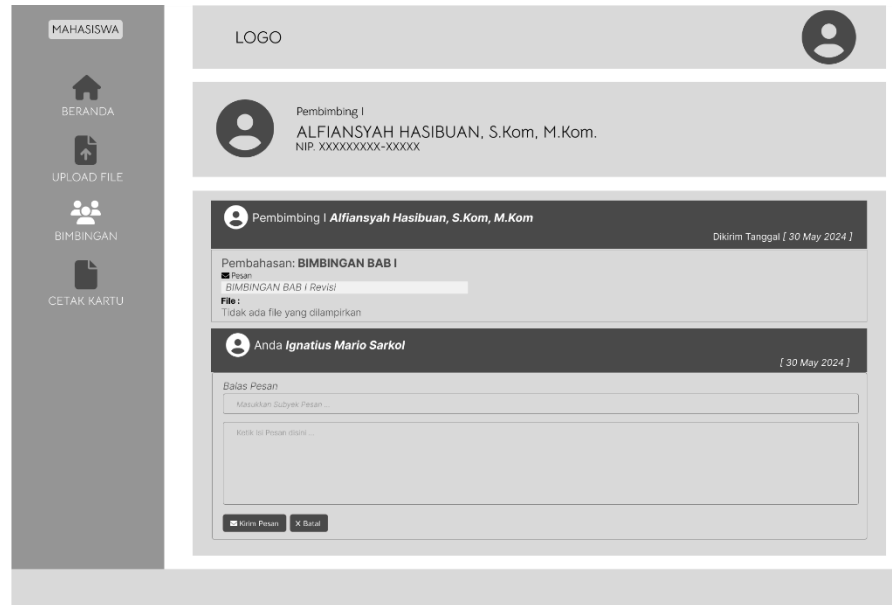 MAHASISWA
BERANDA
UPLOAD FILE
BIMBINGAN
CETAK KARTU
LOGO
Pembimbing I
ALFIANSYAH HASIBUAN, S.Kom, M.Kom.
NIP. XXXXXXXXX-XXXXX
Pembimbing I Alfiansyah Hasibuan, S.Kom, M.Kom
Dikirim Tanggal [ 30 May 2024 ]
Pembahasan: BIMBINGAN BAB I
Pesan
BIMBINGAN BAB I Revisi
File :
Tidak ada file yang dilampirkan
Anda Ignatius Mario Sarkol
[ 30 May 2024 ]
Balas Pesan
Masukkan Subyek Pesan ...
Ketik Isi Pesan disini ...
Kirim Pesan
X Batal